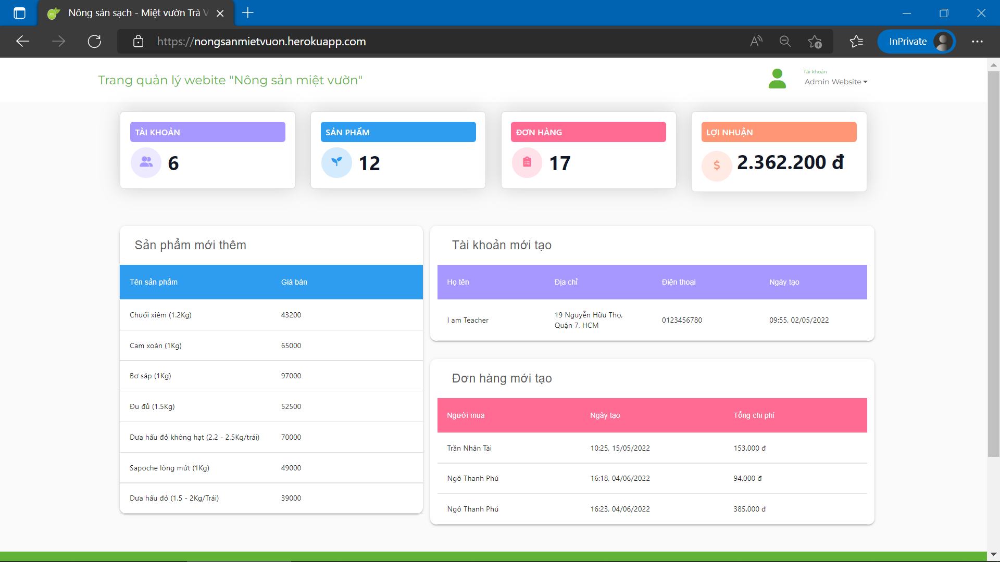 Nông sản sạch - Miệt vườn Trà V
https://nongsanmietvuon.herokuapp.com
InPrivate
Trang quản lý webite "Nông sản miệt vườn"
Tài khoản
Admin Website
TÀI KHOẢN
6
SẢN PHẨM
12
ĐƠN HÀNG
17
LỢI NHUẬN
2.362.200 đ
Sản phẩm mới thêm
Tên sản phẩm Giá bán
Chuối xiêm (1.2Kg) 43200
Cam xoàn (1Kg) 65000
Bơ sáp (1Kg) 97000
Đu đủ (1.5Kg) 52500
Dưa hấu đỏ không hạt (2.2 - 2.5Kg/trái) 70000
Sapoche lòng mứt (1Kg) 49000
Dưa hấu đỏ (1.5 - 2Kg/Trái) 39000
Tài khoản mới tạo
Họ tên Địa chỉ Điện thoại Ngày tạo
I am Teacher 19 Nguyễn Hữu Thọ, 0123456780 09:55, 02/05/2022
Quận 7, HCM
Đơn hàng mới tạo
Người mua Ngày tạo Tổng chi phí
Trần Nhân Tài 10:25, 15/05/2022 153.000 đ
Ngô Thanh Phú 16:18, 04/06/2022 94.000 đ
Ngô Thanh Phú 16:23, 04/06/2022 385.000 đ